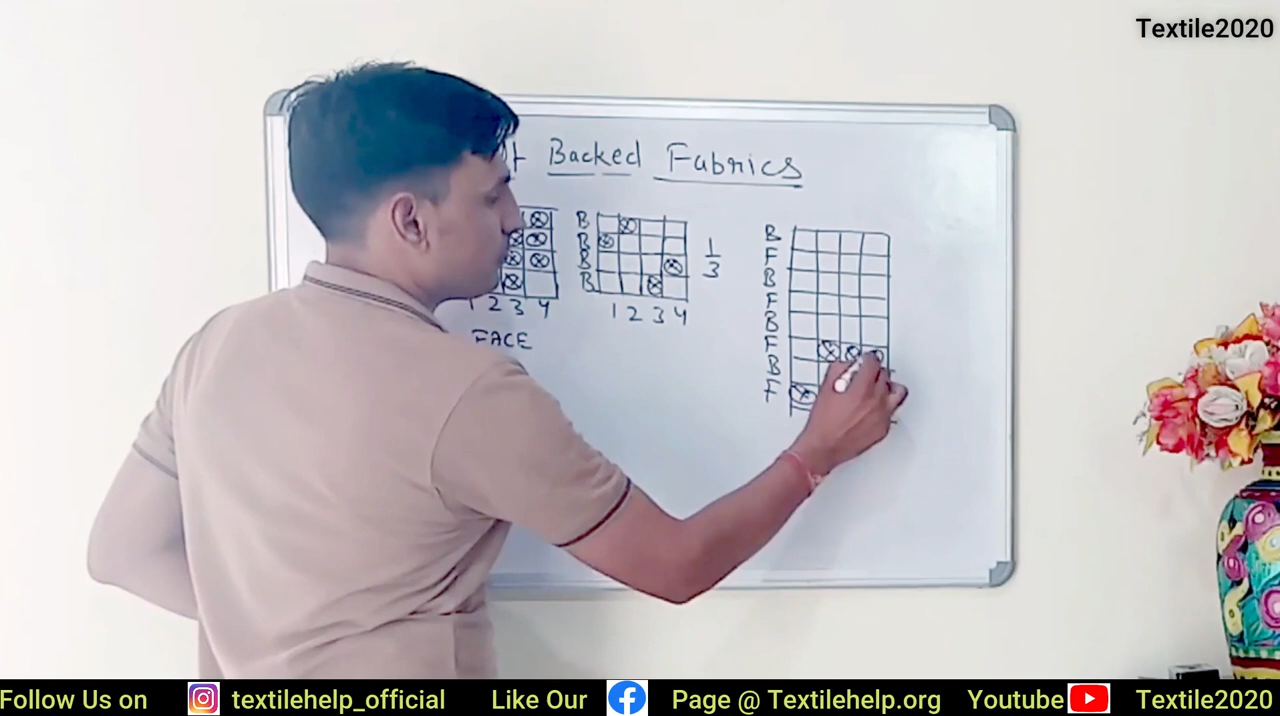 Textile2020
Backed Fabrics
B
B
B
B
1 2 3 4
1
3
1 2 3 4
FACE
B
F
B
F
B
F
B
F
Follow Us on textilehelp_official Like Our Page @ Textilehelp.org Youtube Textile2020